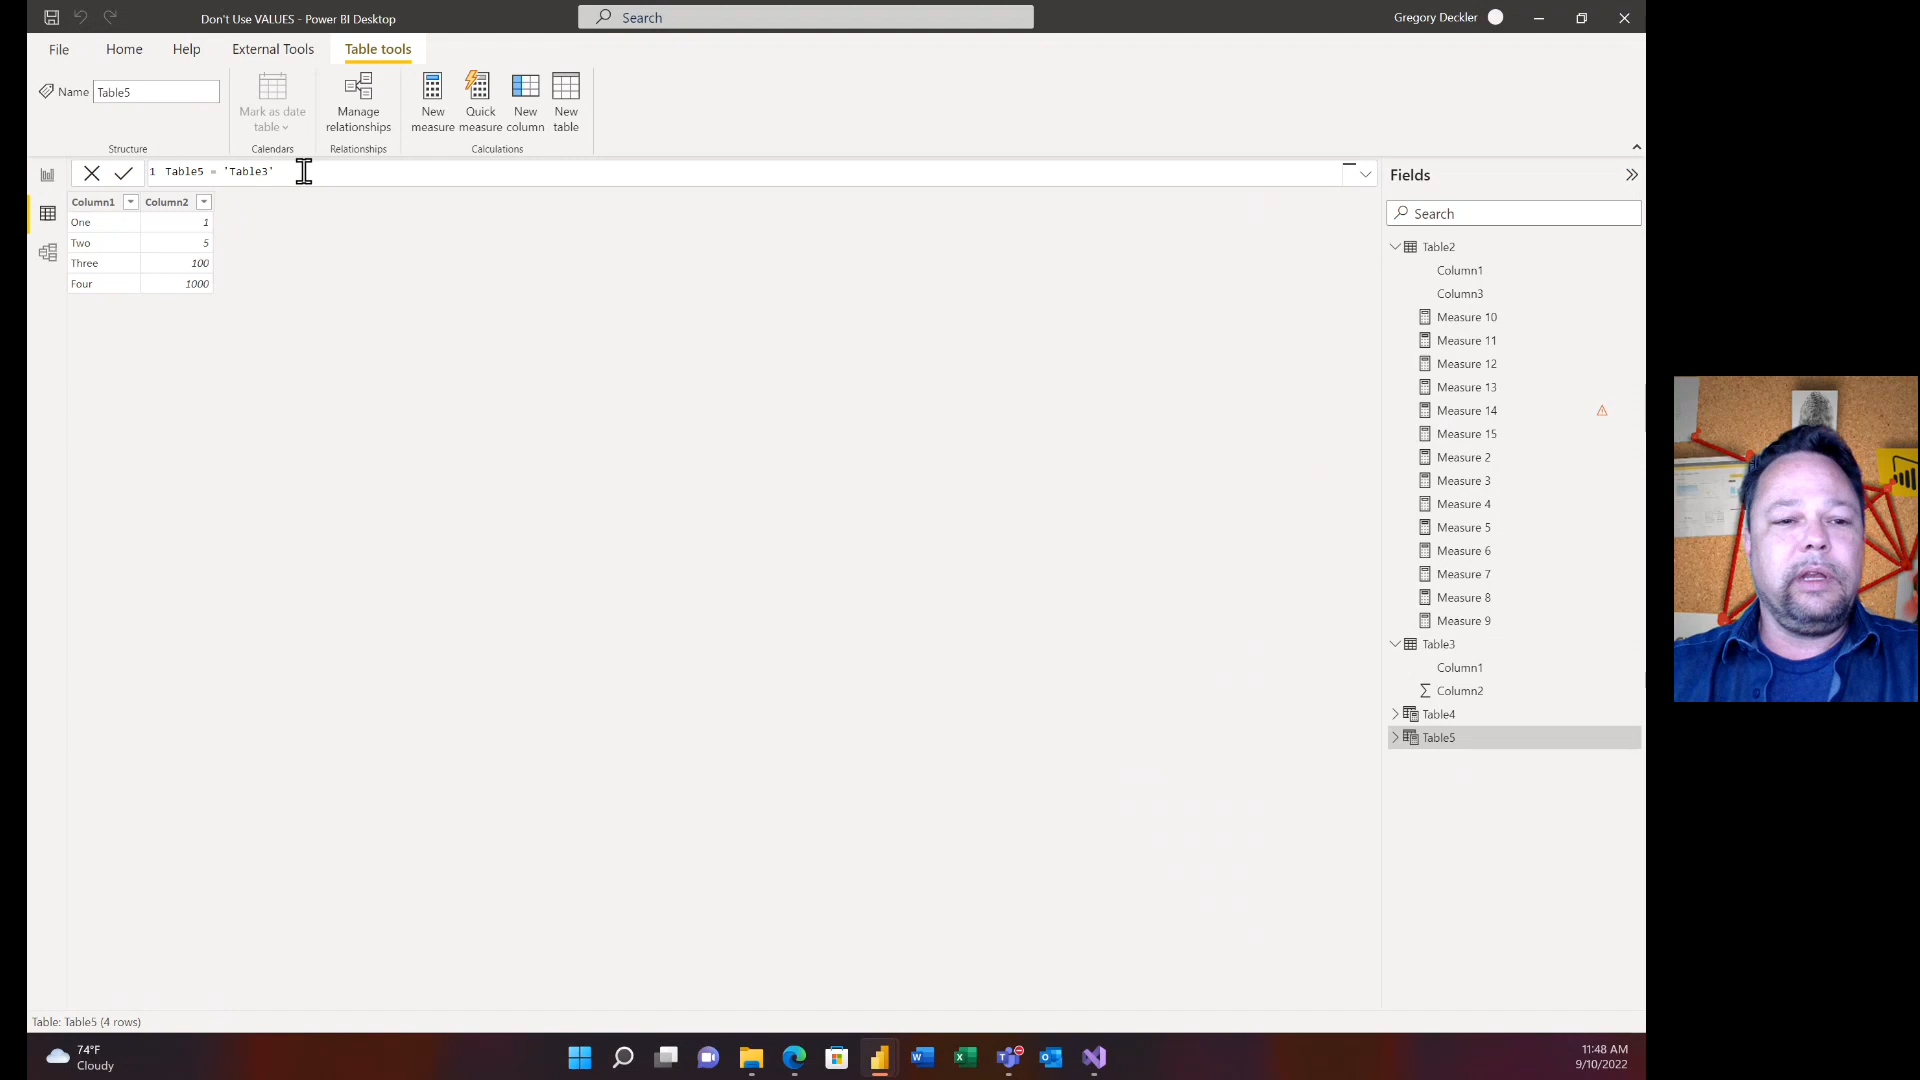 Don't Use VALUES - Power BI Desktop
Search
Gregory Deckler
File
Home
Help
External Tools
Table tools
Name
Table5
Mark as date
table
Manage
relationships
New
measure
Quick
measure
New
column
New
table
Structure
Calendars
Relationships
Calculations
1 Table5 = 'Table3'
Column1 Column2
One 1
Two 5
Three 100
Four 1000
Fields
Search
Table2
Column1
Column3
Measure 10
Measure 11
Measure 12
Measure 13
Measure 14
Measure 15
Measure 2
Measure 3
Measure 4
Measure 5
Measure 6
Measure 7
Measure 8
Measure 9
Table3
Column1
Column2
Table4
Table5
Table: Table5 (4 rows)
74°F
Cloudy
11:48 AM
9/10/2022